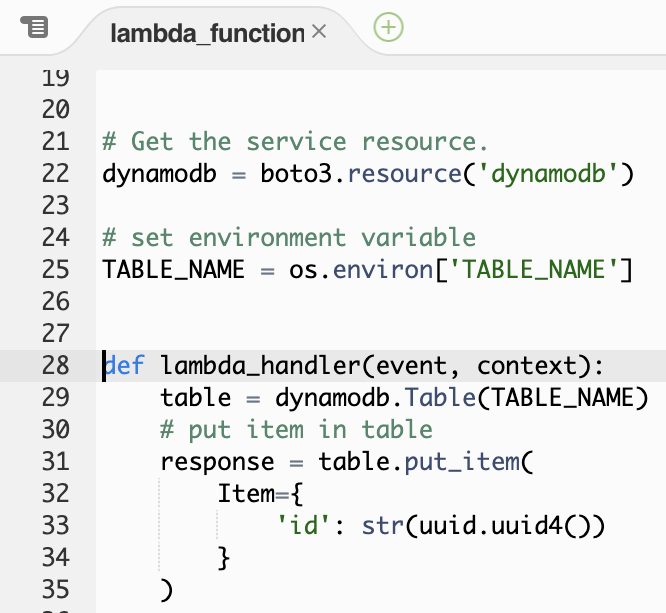 lambda_function ×
19
20
21 # Get the service resource.
22 dynamodb = boto3.resource('dynamodb')
23
24 # set environment variable
25 TABLE_NAME = os.environ['TABLE_NAME']
26
27
28 def lambda_handler(event, context):
29     table = dynamodb.Table(TABLE_NAME)
30     # put item in table
31     response = table.put_item(
32         Item={
33             'id': str(uuid.uuid4())
34         }
35     )